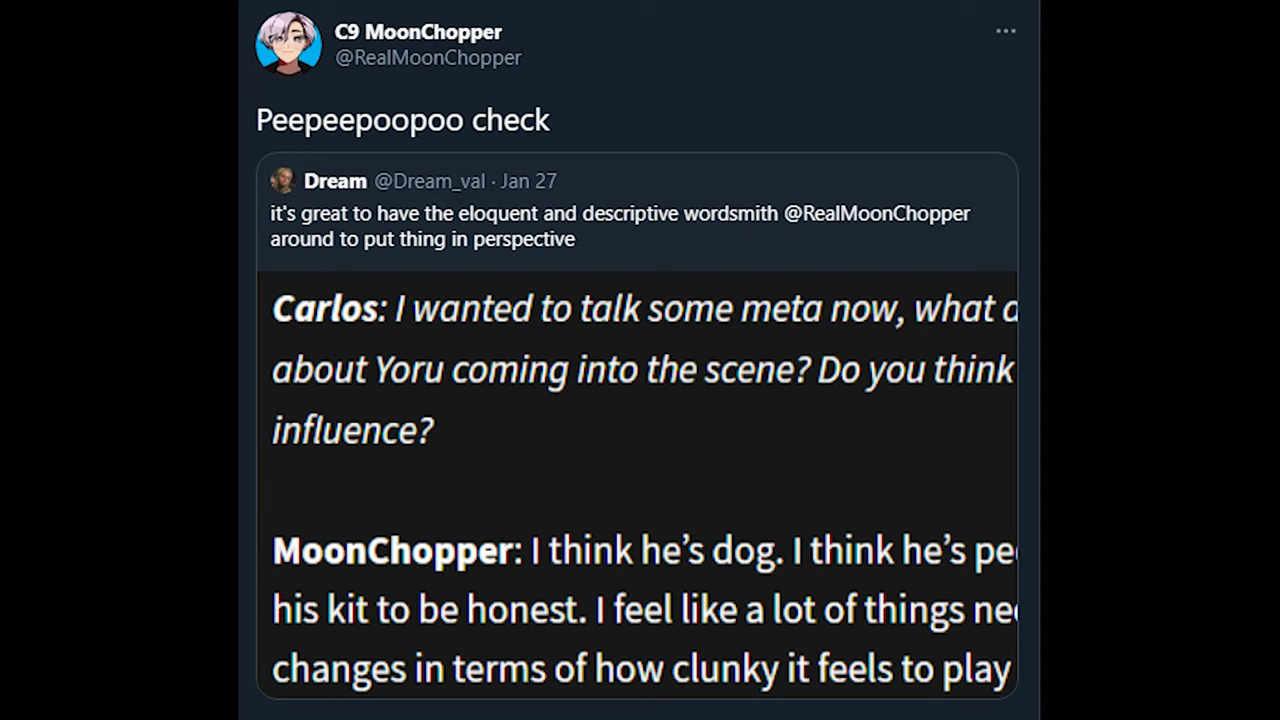 C9 MoonChopper
@RealMoonChopper
Peepeepoopoo check
Dream @Dream_val · Jan 27
it's great to have the eloquent and descriptive wordsmith @RealMoonChopper
around to put thing in perspective
Carlos: I wanted to talk some meta now, what
about Yoru coming into the scene? Do you think
influence?
MoonChopper: I think he’s dog. I think he’s
his kit to be honest. I feel like a lot of things
changes in terms of how clunky it feels to play